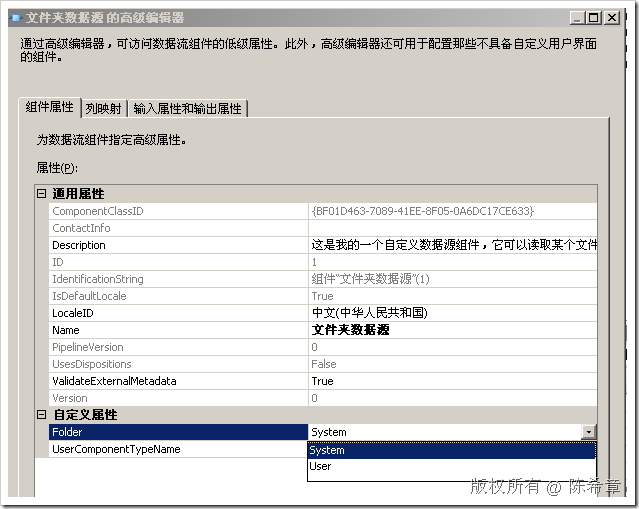 文件夹数据源 的高级编辑器
通过高级编辑器，可访问数据流组件的低级属性。此外，高级编辑器还可用于配置那些不具备自定义用户界面
的组件。
组件属性 列映射 输入属性和输出属性
为数据流组件指定高级属性。
属性(P):
通用属性
ComponentClassID {BF01D463-7089-41EE-8F05-0A6DC17CE633}
ContactInfo
Description 这是我的一个自定义数据源组件，它可以读取某个文件
ID 1
IdentificationString 组件"文件夹数据源"(1)
IsDefaultLocale True
LocaleID 中文(中华人民共和国)
Name 文件夹数据源
PipelineVersion 0
UsesDispositions False
ValidateExternalMetadata True
Version 0
自定义属性
Folder System
UserComponentTypeName System
User
版权所有 @ 陈希章